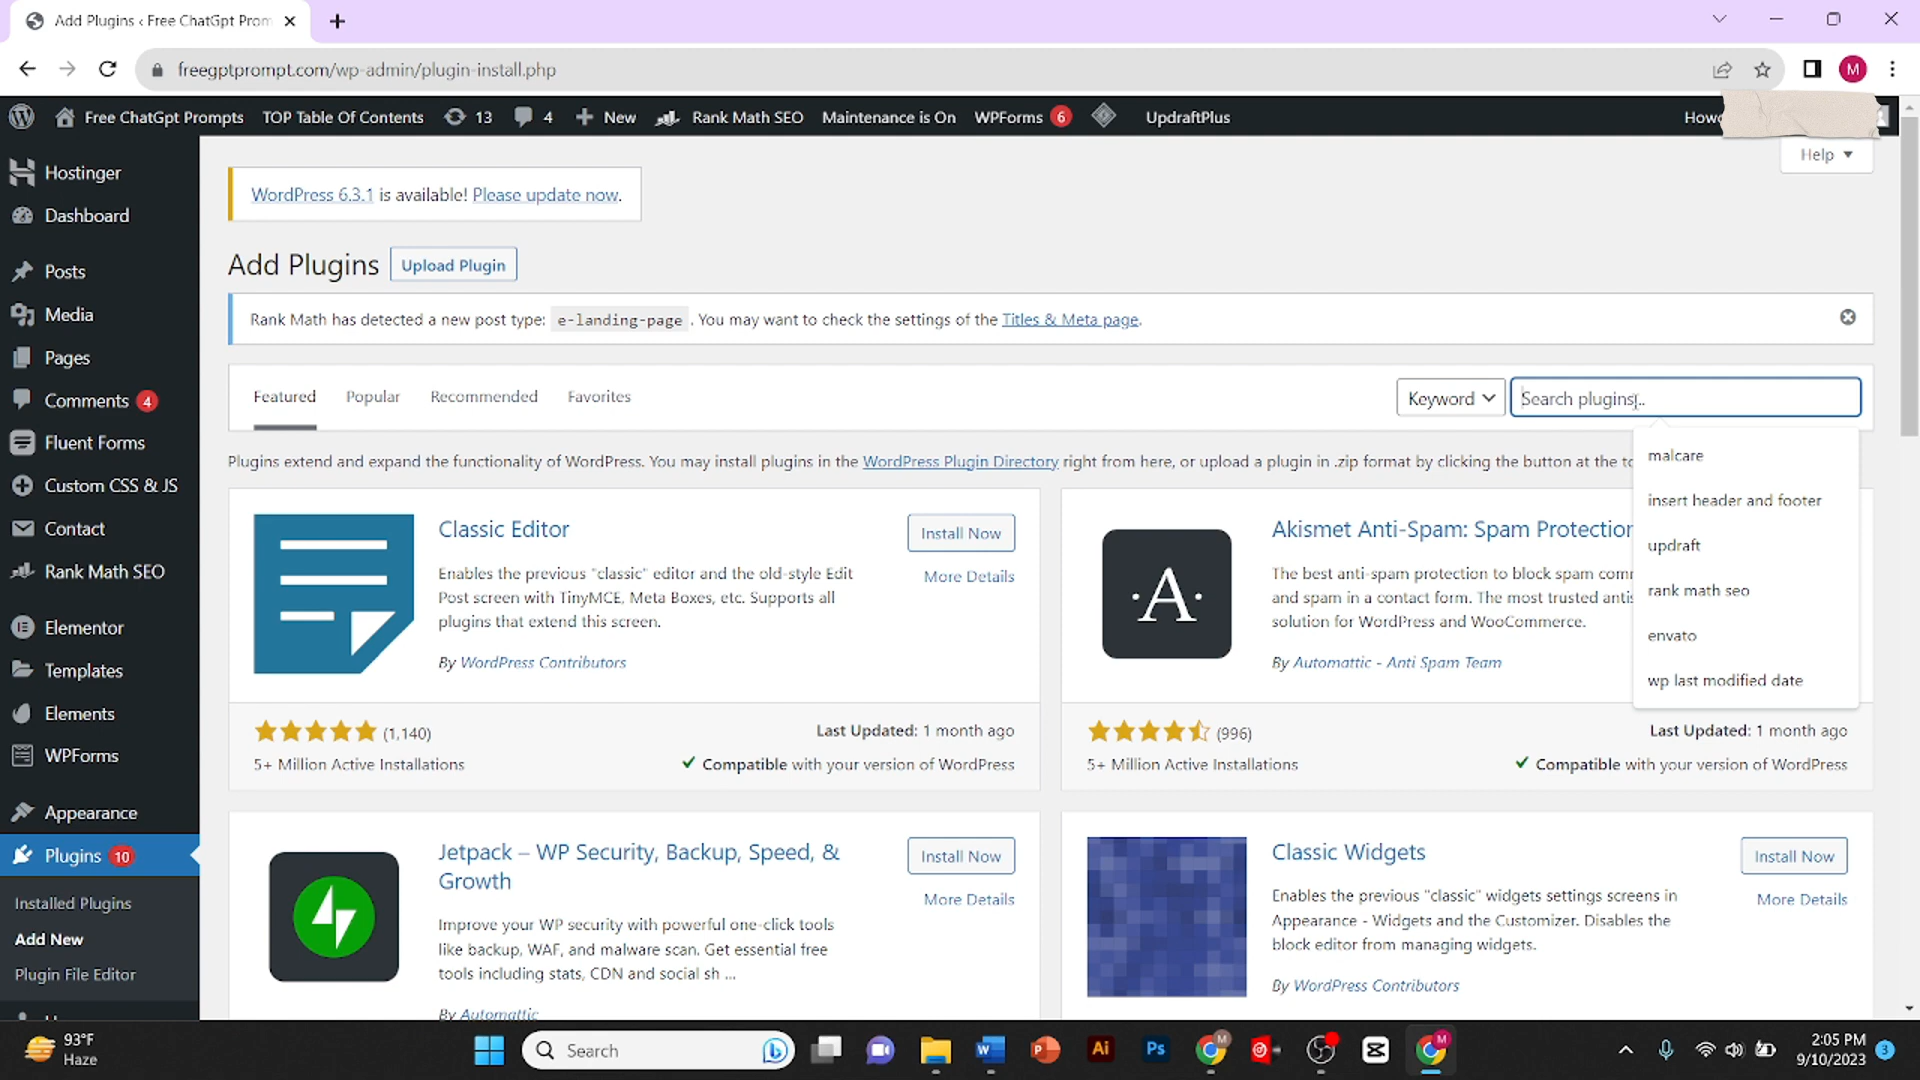 Add Plugins ‹ Free ChatGpt Prom
freegptprompt.com/wp-admin/plugin-install.php
M
Free ChatGpt Prompts
TOP Table Of Contents
13
4
New
Rank Math SEO
Maintenance is On
WPForms 6
UpdraftPlus
Howd
Help
Hostinger
Dashboard
Posts
Media
Pages
Comments 4
Fluent Forms
Custom CSS & JS
Contact
Rank Math SEO
Elementor
Templates
Elements
WPForms
Appearance
Plugins 10
Installed Plugins
Add New
Plugin File Editor
WordPress 6.3.1 is available! Please update now.
Add Plugins
Upload Plugin
Rank Math has detected a new post type: e-landing-page . You may want to check the settings of the Titles & Meta page.
Featured
Popular
Recommended
Favorites
Keyword
Search plugins...
malcare
insert header and footer
updraft
rank math seo
envato
wp last modified date
Plugins extend and expand the functionality of WordPress. You may install plugins in the WordPress Plugin Directory right from here, or upload a plugin in .zip format by clicking the button at the to
Classic Editor
Install Now
More Details
Enables the previous "classic" editor and the old-style Edit
Post screen with TinyMCE, Meta Boxes, etc. Supports all
plugins that extend this screen.
By WordPress Contributors
(1,140)
5+ Million Active Installations
Last Updated: 1 month ago
Compatible with your version of WordPress
A
Akismet Anti-Spam: Spam Protection
The best anti-spam protection to block spam com
and spam in a contact form. The most trusted antis
solution for WordPress and WooCommerce.
By Automattic - Anti Spam Team
(996)
5+ Million Active Installations
Last Updated: 1 month ago
Compatible with your version of WordPress
Jetpack – WP Security, Backup, Speed, &
Growth
Install Now
More Details
Improve your WP security with powerful one-click tools
like backup, WAF, and malware scan. Get essential free
tools including stats, CDN and social sh ...
By Automattic
Classic Widgets
Install Now
More Details
Enables the previous "classic" widgets settings screens in
Appearance - Widgets and the Customizer. Disables the
block editor from managing widgets.
By WordPress Contributors
93°F
Haze
Search
Ai
Ps
2:05 PM
9/10/2023
3